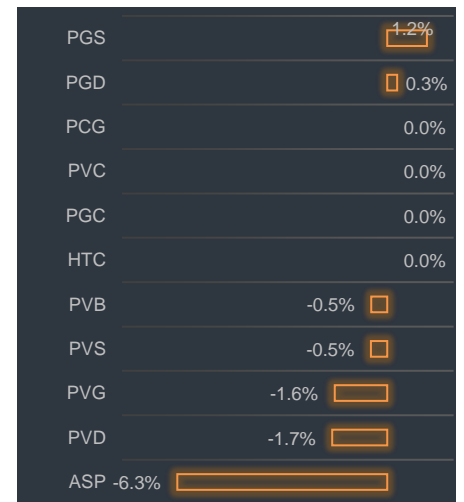 PGS 1.2%
PGD 0.3%
PCG 0.0%
PVC 0.0%
PGC 0.0%
HTC 0.0%
PVB -0.5%
PVS -0.5%
PVG -1.6%
PVD -1.7%
ASP -6.3%